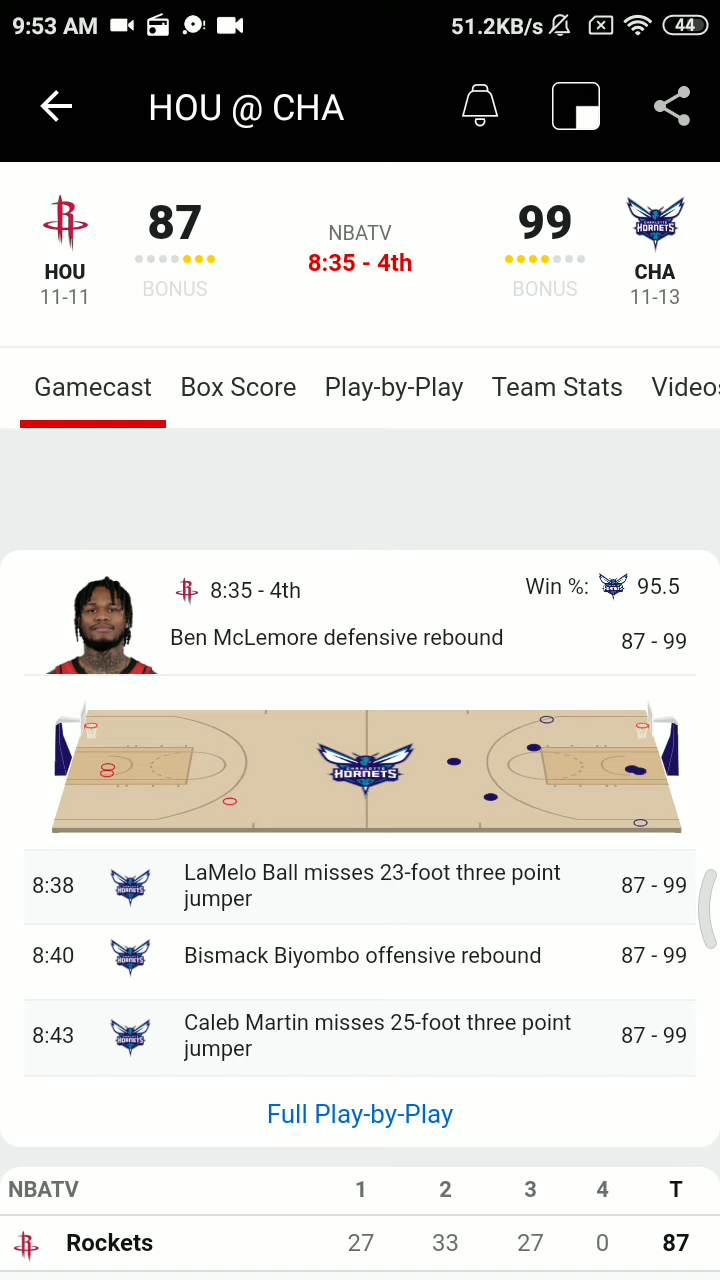 9:53 AM 51.2KB/s 44
HOU @ CHA
87 99
NBATV
8:35 - 4th
HOU CHA
11-11 BONUS BONUS 11-13
Gamecast Box Score Play-by-Play Team Stats Videos
8:35 - 4th Win %: 95.5
Ben McLemore defensive rebound 87 - 99
HORNETS
8:38 LaMelo Ball misses 23-foot three point
jumper 87 - 99
8:40 Bismack Biyombo offensive rebound 87 - 99
8:43 Caleb Martin misses 25-foot three point
jumper 87 - 99
Full Play-by-Play
NBATV 1 2 3 4 T
Rockets 27 33 27 0 87